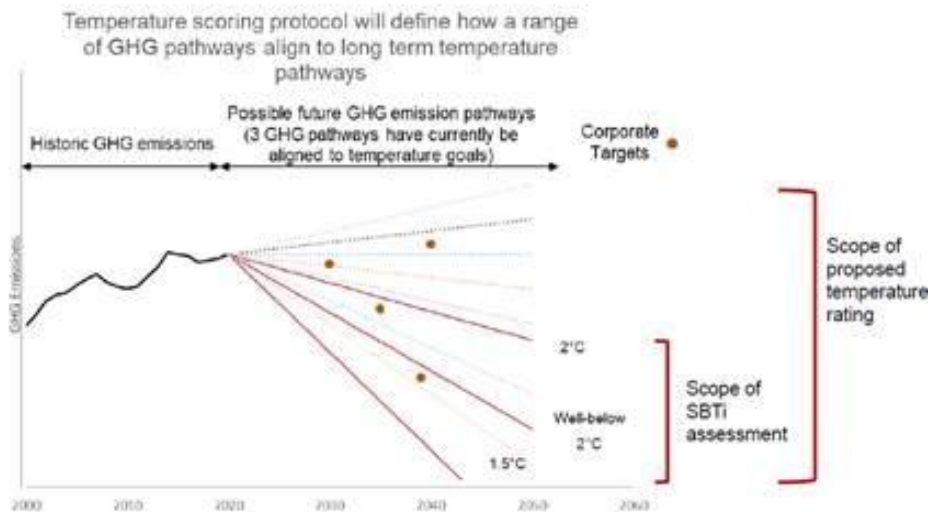 Temperature scoring protocol will define how a range
of GHG pathways align to long term temperature
pathways
Possible future GHG emission pathways
(3 GHG pathways have currently be
aligned to temperature goals)
Historic GHG emissions
Corporate
Targets
GHG Emissions
Scope of
proposed
temperature
rating
2°C
Scope of
SBTi
assessment
Well-below
2°C
1.5°C
2000 2010 2020 2030 2040 2050 2060